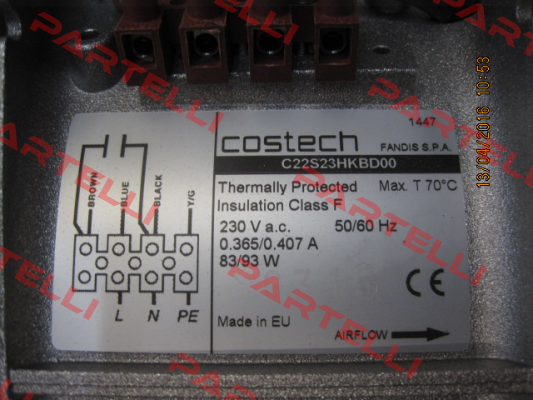 costech
1447
FANDIS S.P.A.
C22S23HKBD00
Thermally Protected Max. T 70°C
Insulation Class F
230 V a.c. 50/60 Hz
0.365/0.407 A
83/93 W
CE
Made in EU
AIRFLOW
BROWN
BLUE
BLACK
Y/G
L N PE
13/04/2016 10:53
PARTELLI
PARTELLI
PARTELLI
PARTELLI
PARTELLI
PARTELLI